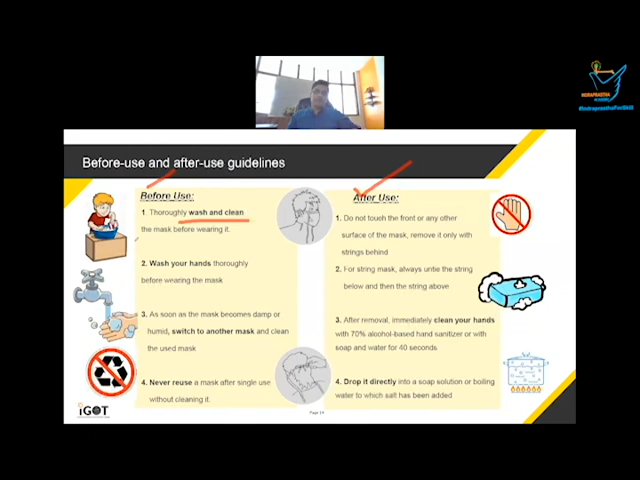 INDRAPRASTHA
#IndraprasthaForSkill
Before-use and after-use guidelines
Before Use:
1. Thoroughly wash and clean
the mask before wearing it.
2. Wash your hands thoroughly
before wearing the mask
3. As soon as the mask becomes damp or
humid, switch to another mask and clean
the used mask
4. Never reuse a mask after single use
without cleaning it.
After Use:
1. Do not touch the front or any other
surface of the mask, remove it only with
strings behind
2. For string mask, always untie the string
below and then the string above
3. After removal, immediately clean your hands
with 70% alcohol-based hand sanitizer or with
soap and water for 40 seconds
4. Drop it directly into a soap solution or boiling
water to which salt has been added
iGOT
Page 14